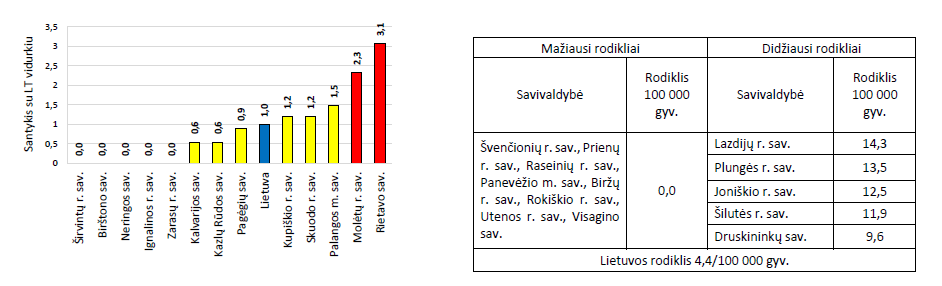 Santykis su LT vidurkiu
3,5
3
2,5
2
1,5
1
0,5
0
0,0
0,0
0,0
0,0
0,0
0,6
0,6
0,9
1,0
1,2
1,2
1,5
2,3
3,1
Širvintų r. sav.
Birštono sav.
Neringos sav.
Ignalinos r. sav.
Zarasų r. sav.
Kalvarijos sav.
Kazlų Rūdos sav.
Pagėgių sav.
Lietuva
Kupiškio r. sav.
Skuodo r. sav.
Palangos m. sav.
Molėtų r. sav.
Rietavo sav.
Mažiausi rodikliai Didžiausi rodikliai
Savivaldybė
Rodiklis
100 000
gyv.
Savivaldybė
Rodiklis
100 000
gyv.
Švenčionių r. sav., Prienų
r. sav., Raseinių r. sav.,
Panevėžio m. sav., Biržų
r. sav., Rokiškio r. sav.,
Utenos r. sav., Visagino
sav.
0,0
Lazdijų r. sav. 14,3
Plungės r. sav. 13,5
Joniškio r. sav. 12,5
Šilutės r. sav. 11,9
Druskininkų sav. 9,6
Lietuvos rodiklis 4,4/100 000 gyv.